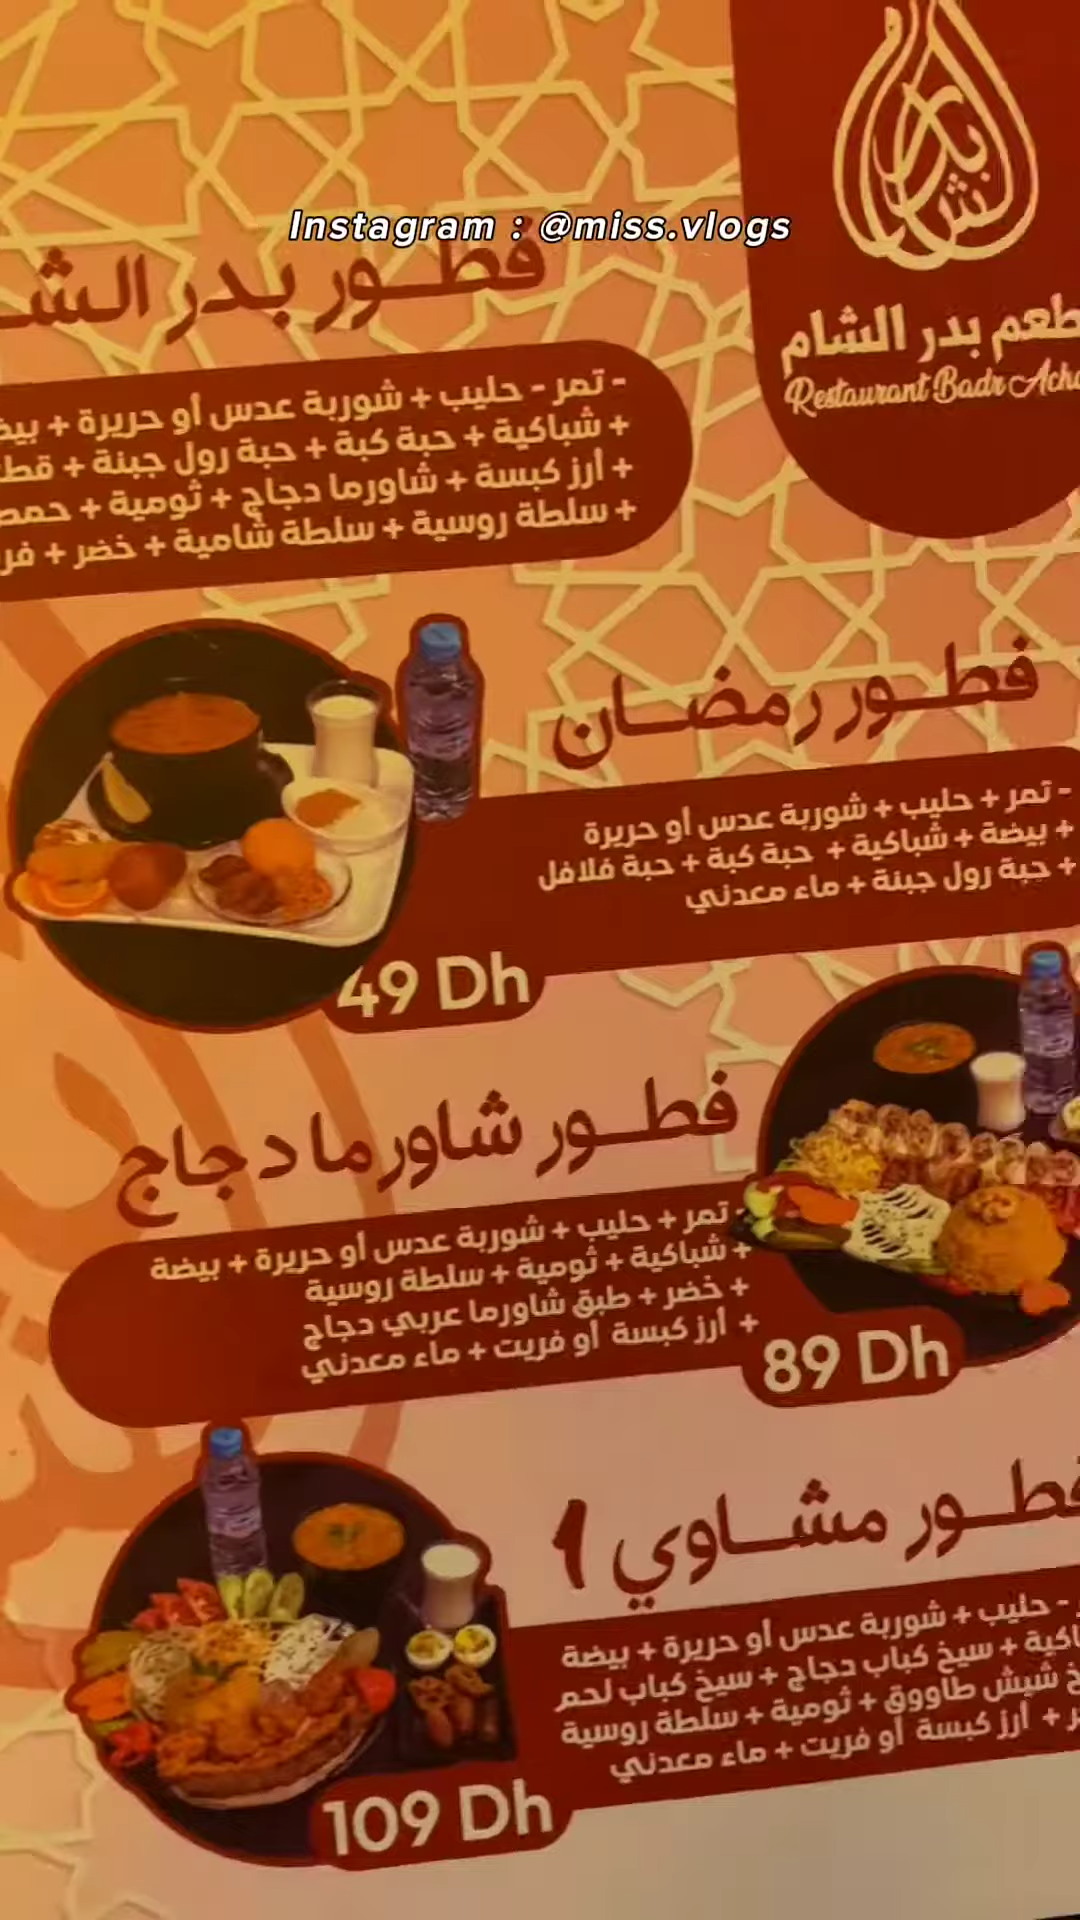 Instagram : @miss.vlogs
بدر الشام
بدر الشام
Restaurant Badr
فطور بدر
- تمر - حليب + شوربة عدس أو حريرة +
+ شباكية + حبة كبة + حبة رول جبنة +
+ أرز كبسة + شاورما دجاج + ثومية +
+ سلطة روسية + سلطة شامية + خضر +
فطور رمضان
- تمر + حليب + شوربة عدس أو حريرة
+ بيضة + شباكية + حبة كبة + حبة فلافل
+ حبة رول جبنة + ماء معدني
49 Dh
فطور شاورما دجاج
- تمر + حليب + شوربة عدس أو حريرة + بيضة
+ شباكية + ثومية + سلطة روسية
+ خضر + طبق شاورما عربي دجاج
+ أرز كبسة أو فريت + ماء معدني
89 Dh
فطور مشاوي 1
- حليب + شوربة عدس أو حريرة + بيضة
+ سيخ كباب دجاج + سيخ كباب لحم
شيش طاووق + ثومية + سلطة روسية
+ أرز كبسة أو فريت + ماء معدني
109 Dh